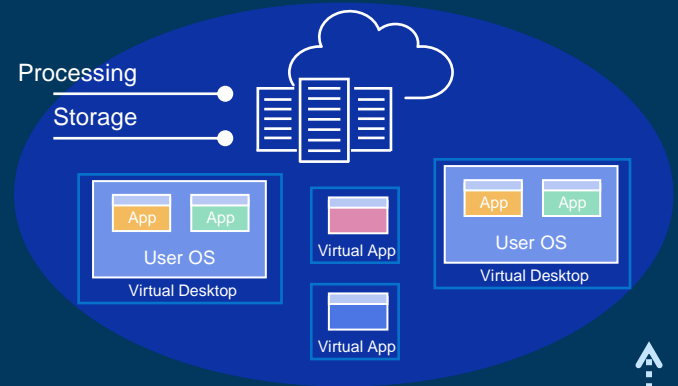 Processing
Storage
App
App
User OS
Virtual Desktop
Virtual App
Virtual App
App
App
User OS
Virtual Desktop